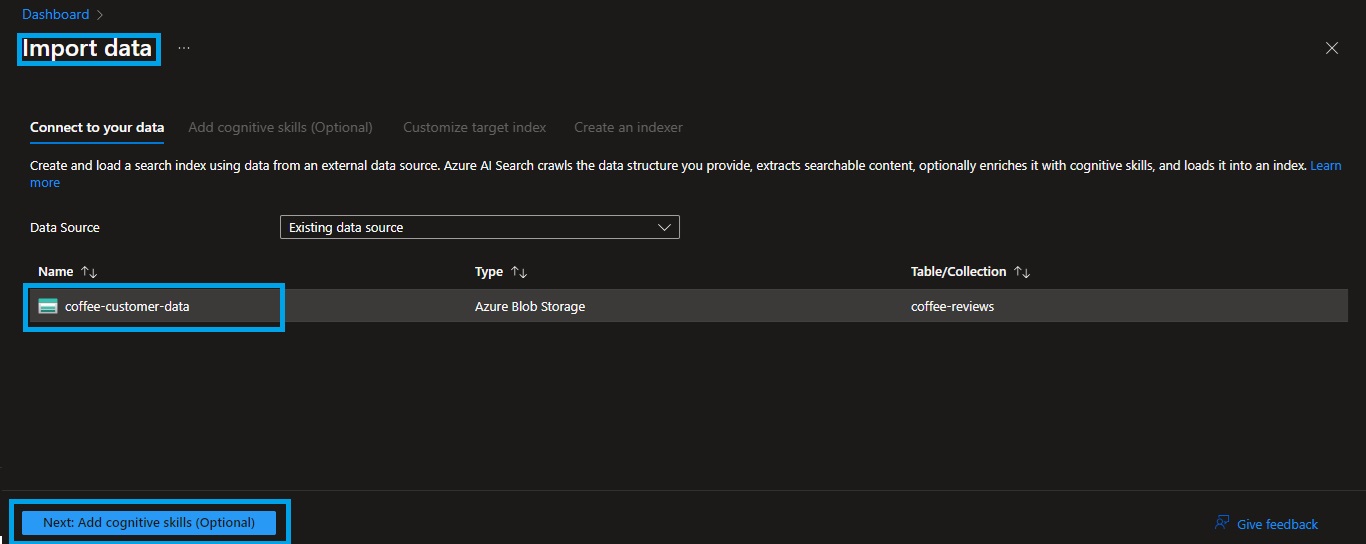 Dashboard >
Import data ...
Connect to your data Add cognitive skills (Optional) Customize target index Create an indexer
Create and load a search index using data from an external data source. Azure AI Search crawls the data structure you provide, extracts searchable content, optionally enriches it with cognitive skills, and loads it into an index. Learn
more
Data Source Existing data source
Name ↑↓ Type ↑↓ Table/Collection ↑↓
coffee-customer-data Azure Blob Storage coffee-reviews
Next: Add cognitive skills (Optional) Give feedback